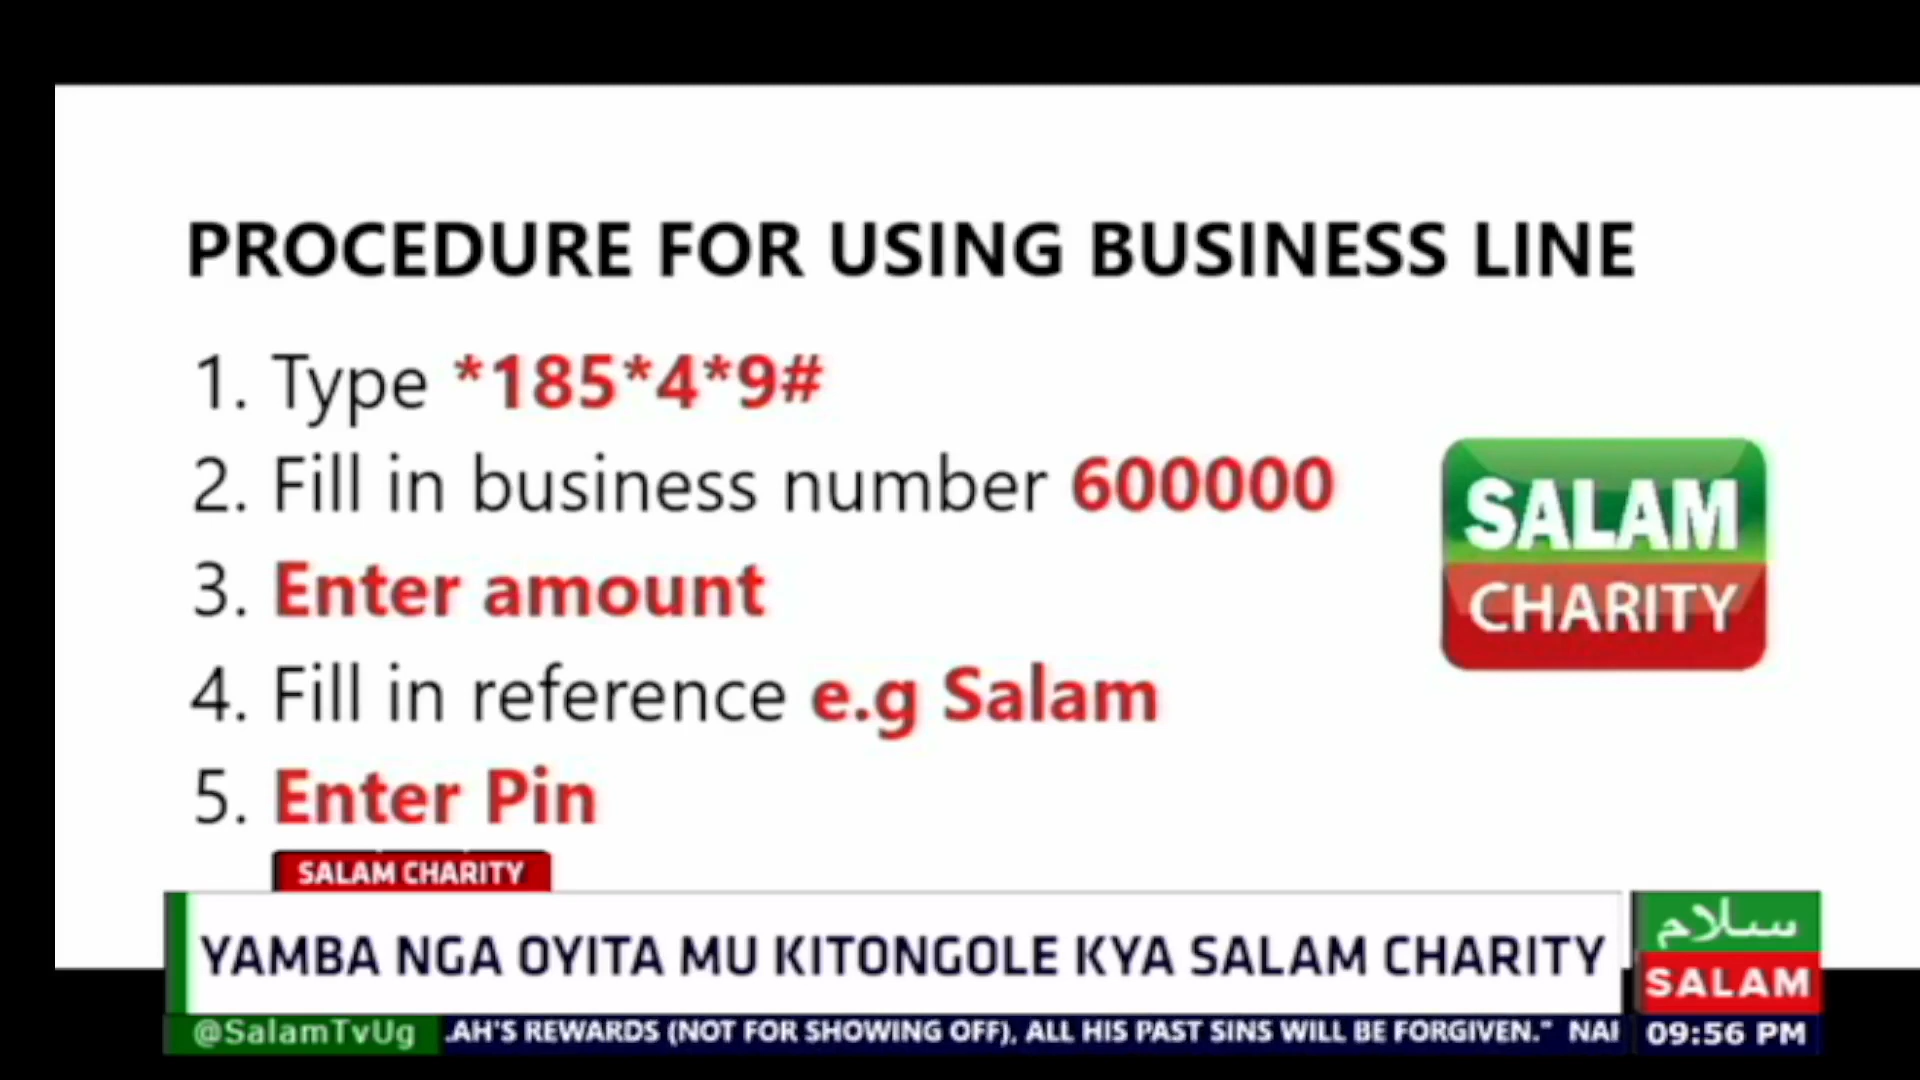 PROCEDURE FOR USING BUSINESS LINE
1. Type *185*4*9#
2. Fill in business number 600000
3. Enter amount
4. Fill in reference e.g Salam
5. Enter Pin
SALAM
CHARITY
SALAM CHARITY
YAMBA NGA OYITA MU KITONGOLE KYA SALAM CHARITY
سلام
SALAM
@SalamTvUg
.AH'S REWARDS (NOT FOR SHOWING OFF), ALL HIS PAST SINS WILL BE FORGIVEN." NAI
09:56 PM